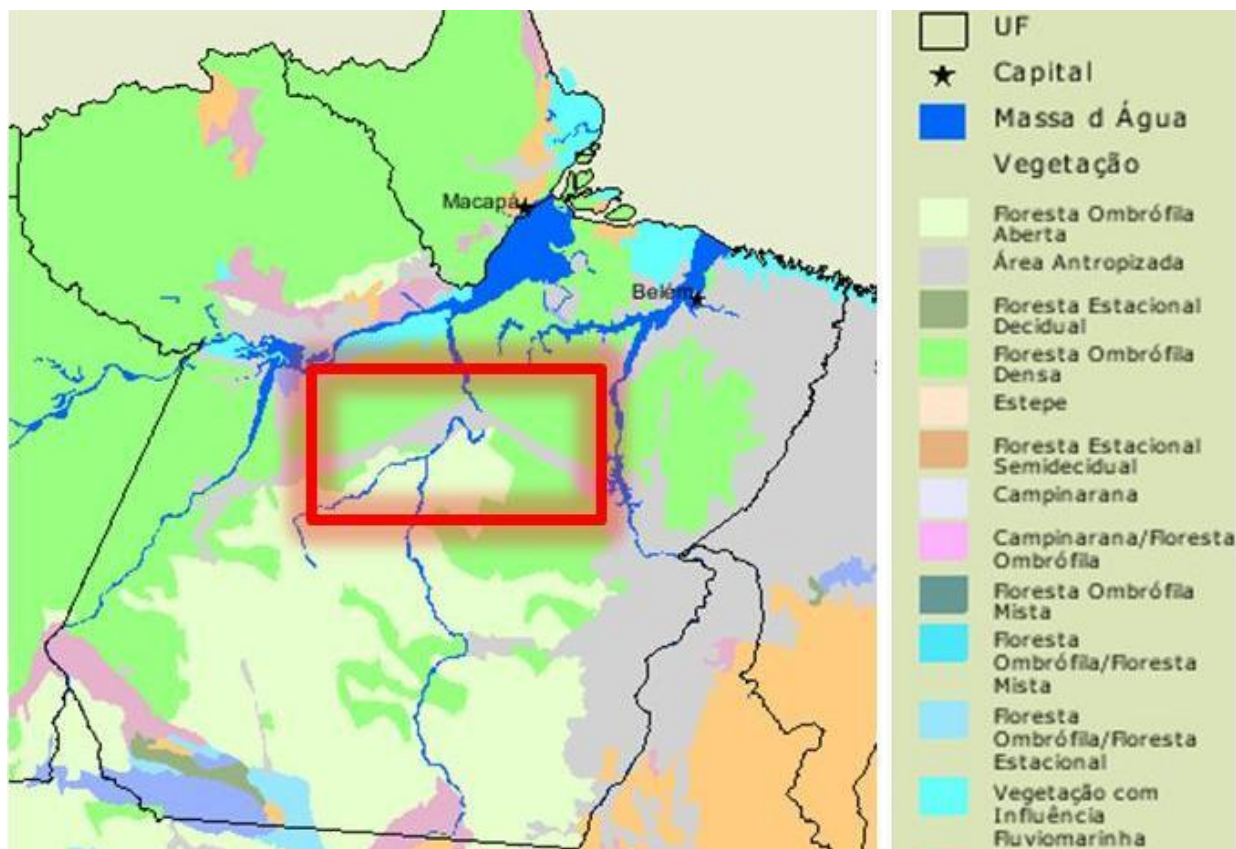 Macapá
Belém
UF
Capital
Massa d Água
Vegetação
Floresta Ombrófila
Aberta
Área Antropizada
Floresta Estacional
Decidual
Floresta Ombrófila
Densa
Estepe
Floresta Estacional
Semidecidual
Campinarana
Campinarana/Floresta
Ombrófila
Floresta Ombrófila
Mista
Floresta
Ombrófila/Floresta
Mista
Floresta
Ombrófila/Floresta
Estacional
Vegetação com
Influência
Fluviomarinha